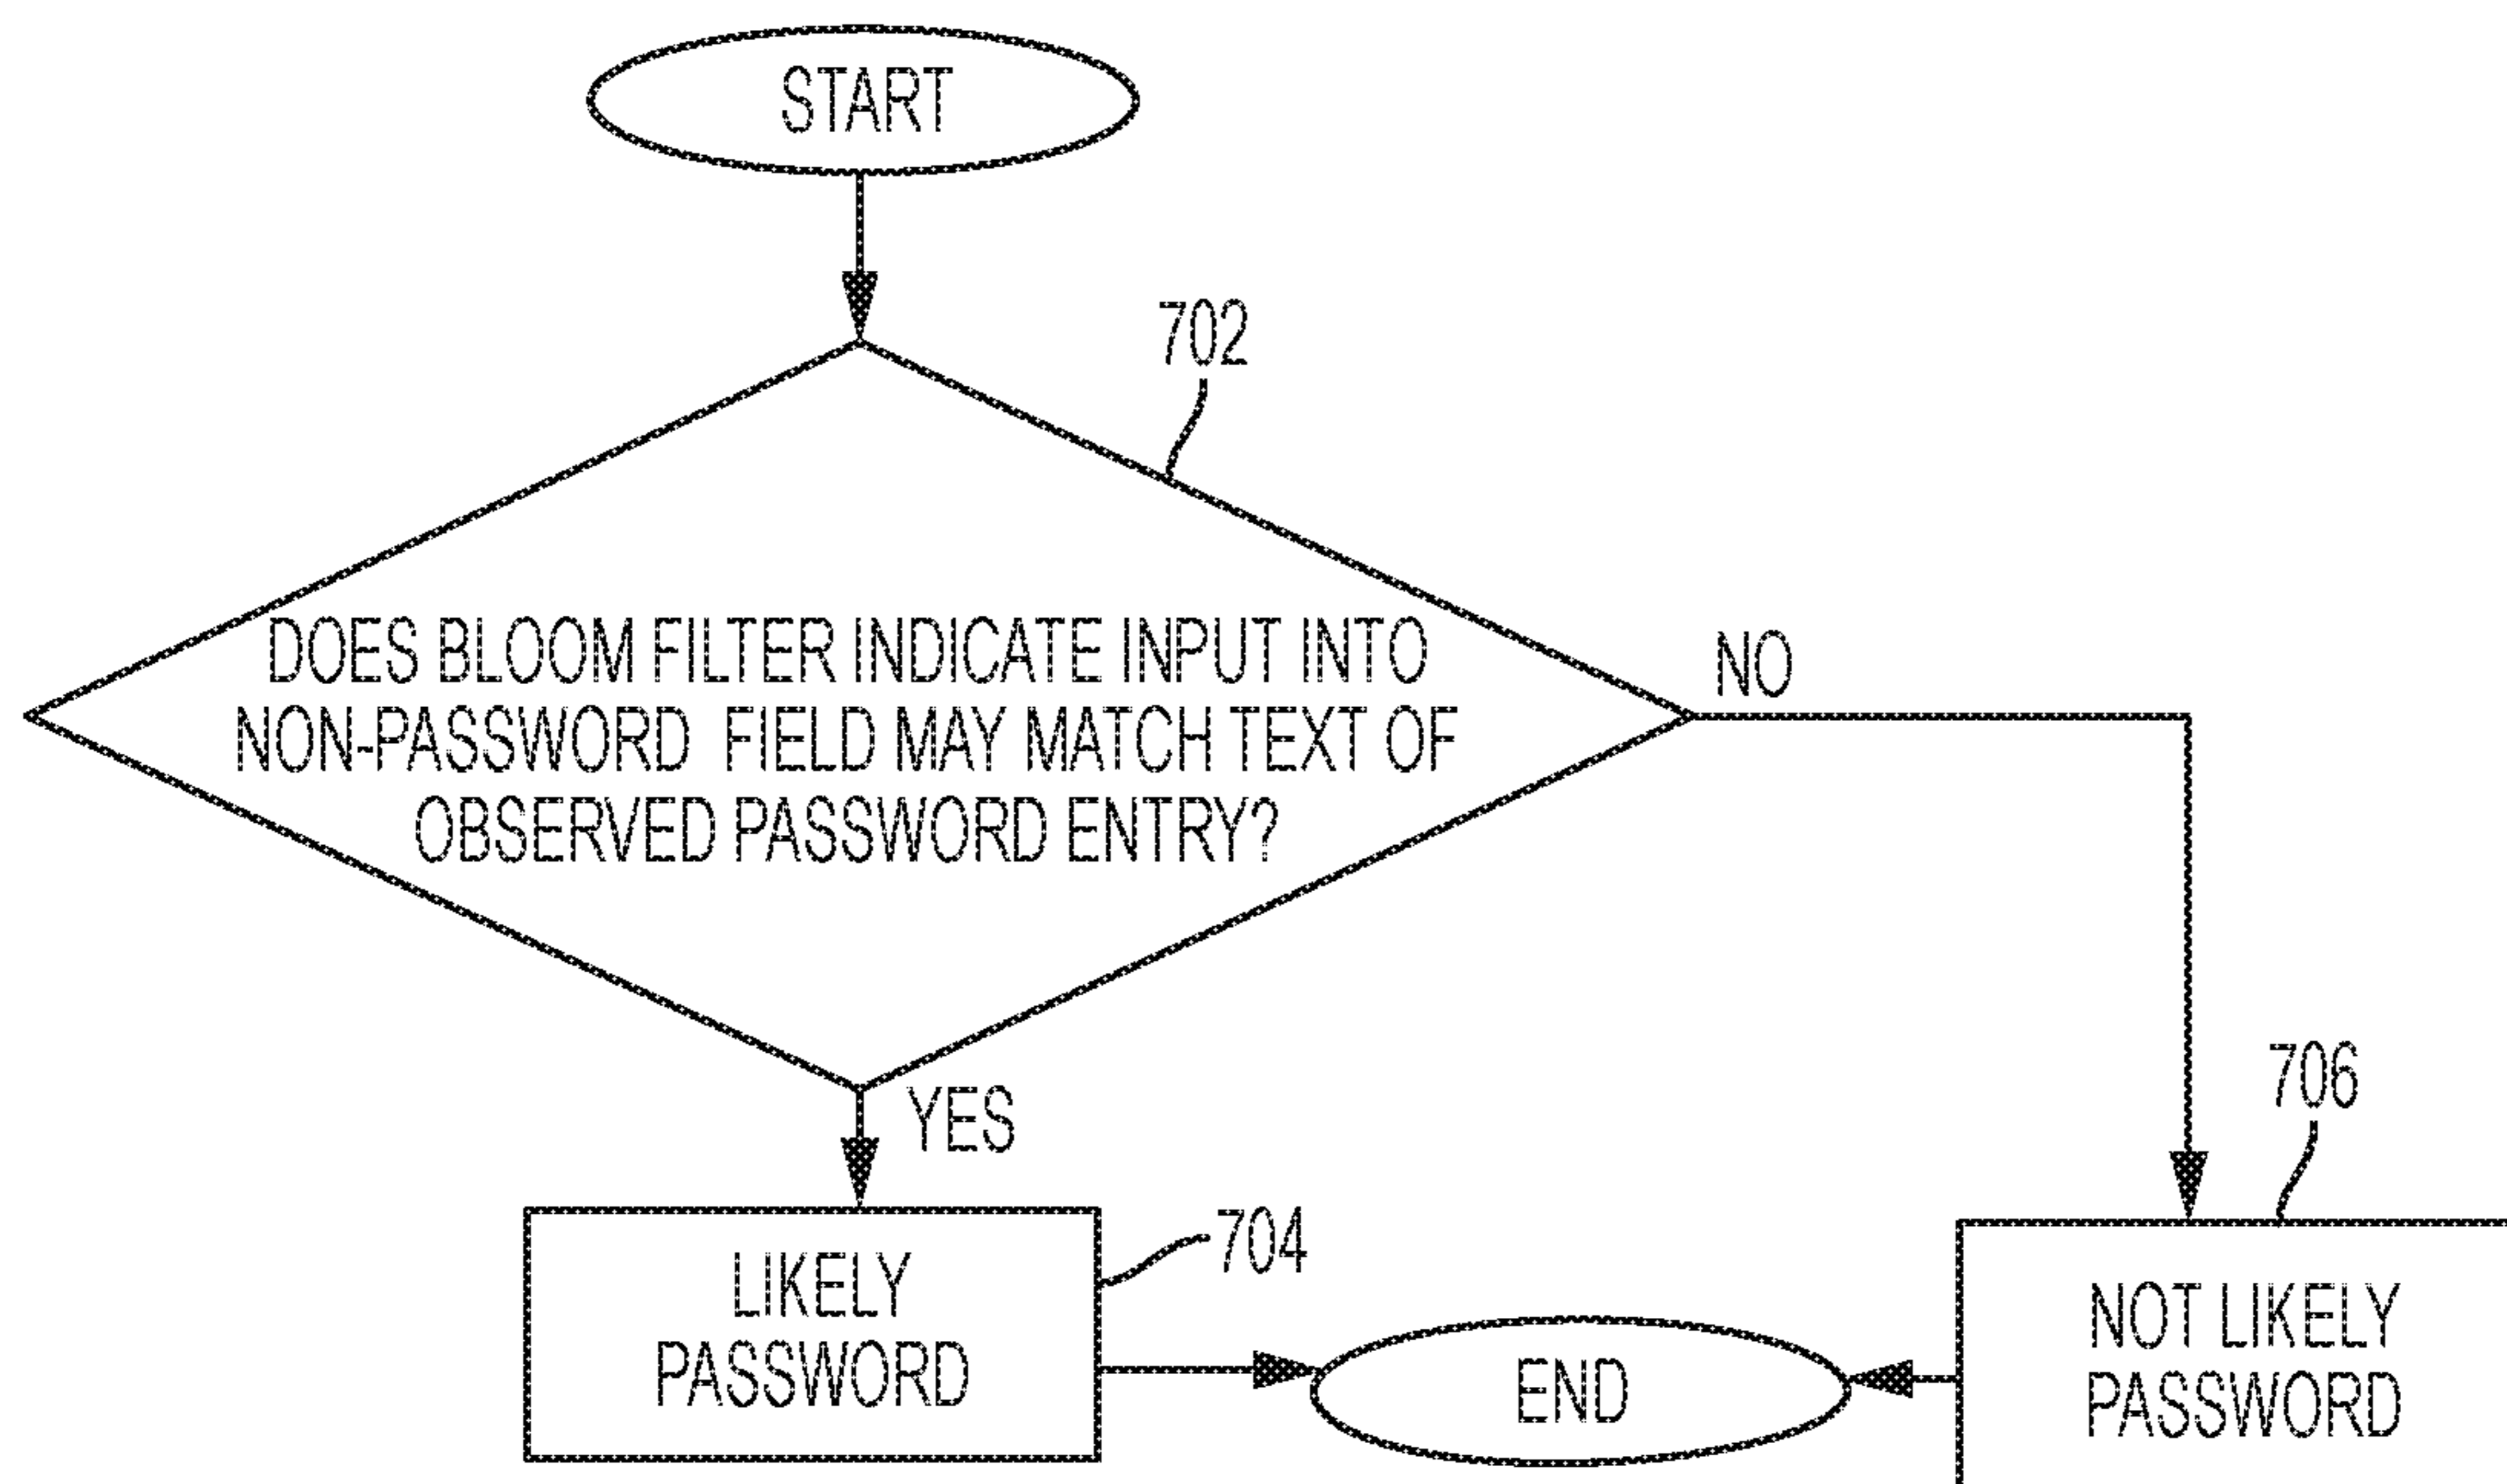 START
702
DOES BLOOM FILTER INDICATE INPUT INTO
NON-PASSWORD FIELD MAY MATCH TEXT OF
OBSERVED PASSWORD ENTRY?
NO
YES
706
704
LIKELY
PASSWORD
END
NOT LIKELY
PASSWORD